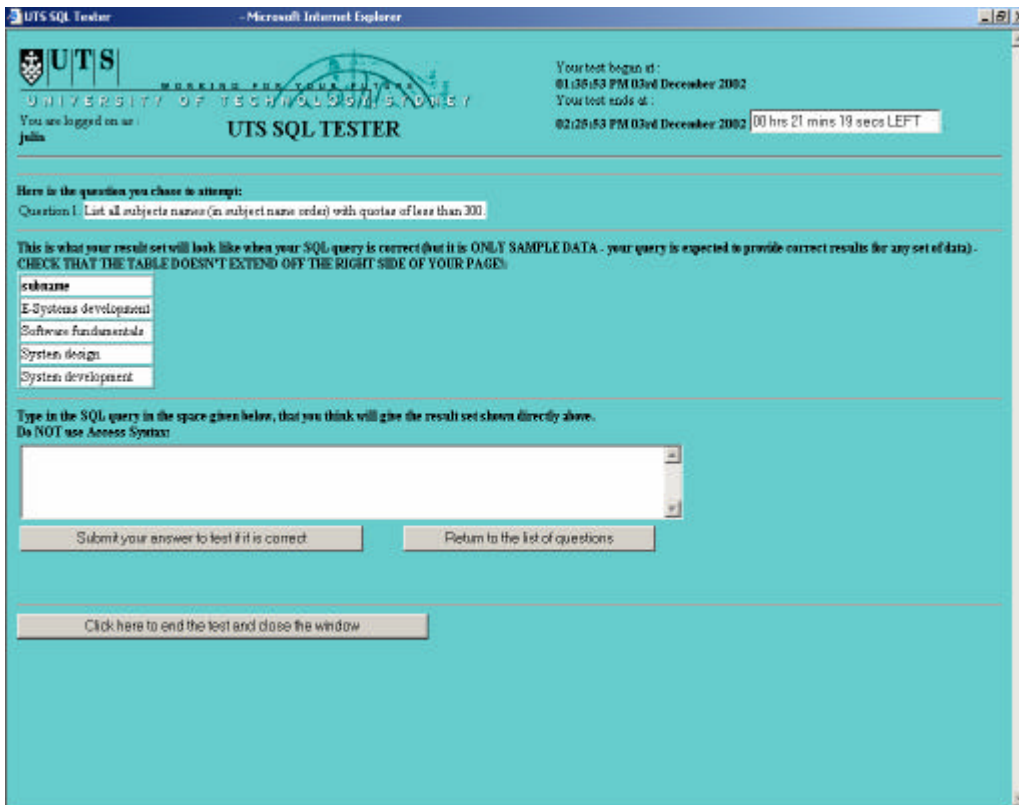 UTS SQL Tester - Microsoft Internet Explorer
UTS
WORKING FOR YOUR FUTURE
UNIVERSITY OF TECHNOLOGY SYDNEY
You are logged on as :
julia
UTS SQL TESTER
Your test began at :
01:35:53 PM 03rd December 2002
Your test ends at :
02:25:53 PM 03rd December 2002 00 hrs 21 mins 19 secs LEFT
Here is the question you chose to attempt:
Question 1. List all subjects names (in subject name order) with quotas of less than 300.
This is what your result set will look like when your SQL query is correct (but it is ONLY SAMPLE DATA - your query is expected to provide correct results for any set of data) -
CHECK THAT THE TABLE DOESN'T EXTEND OFF THE RIGHT SIDE OF YOUR PAGE!:
subname
E-Systems development
Software fundamentals
System design
System development
Type in the SQL query in the space given below, that you think will give the result set shown directly above.
Do NOT use Access Syntax:
Submit your answer to test if it is correct
Return to the list of questions
Click here to end the test and close the window